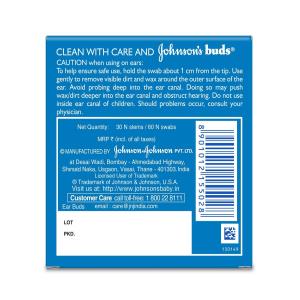 CLEAN WITH CARE AND Johnson's buds®
CAUTION when using on ears:
To help ensure safe use, hold the swab about 1 cm from the tip. Use
gently to remove visible dirt and wax around the outer surface of the
ear. Avoid probing deep into the ear canal. Doing so may push
wax/dirt deeper into the ear canal and obstruct hearing. Do not use
inside ear canal of children. Should problems occur, consult your
physician.
Net Quantity: 30 N stems / 60 N swabs
MRP ₹ (incl. of all taxes)
© MANUFACTURED BY Johnson & Johnson PVT. LTD.
at Desai Wadi, Bombay - Ahmedabad Highway,
Shirsad Naka, Usgaon, Vasai, Thane - 401303.India
Licensed User of Trademark
® Trademark of Johnson & Johnson, U.S.A.
Visit us at: http://www.johnsonsbaby.in
Customer Care call toll-free: 1 800 22 8111
Ear Buds email : care@jnjindia.com
LOT
PKD.
8901012155028